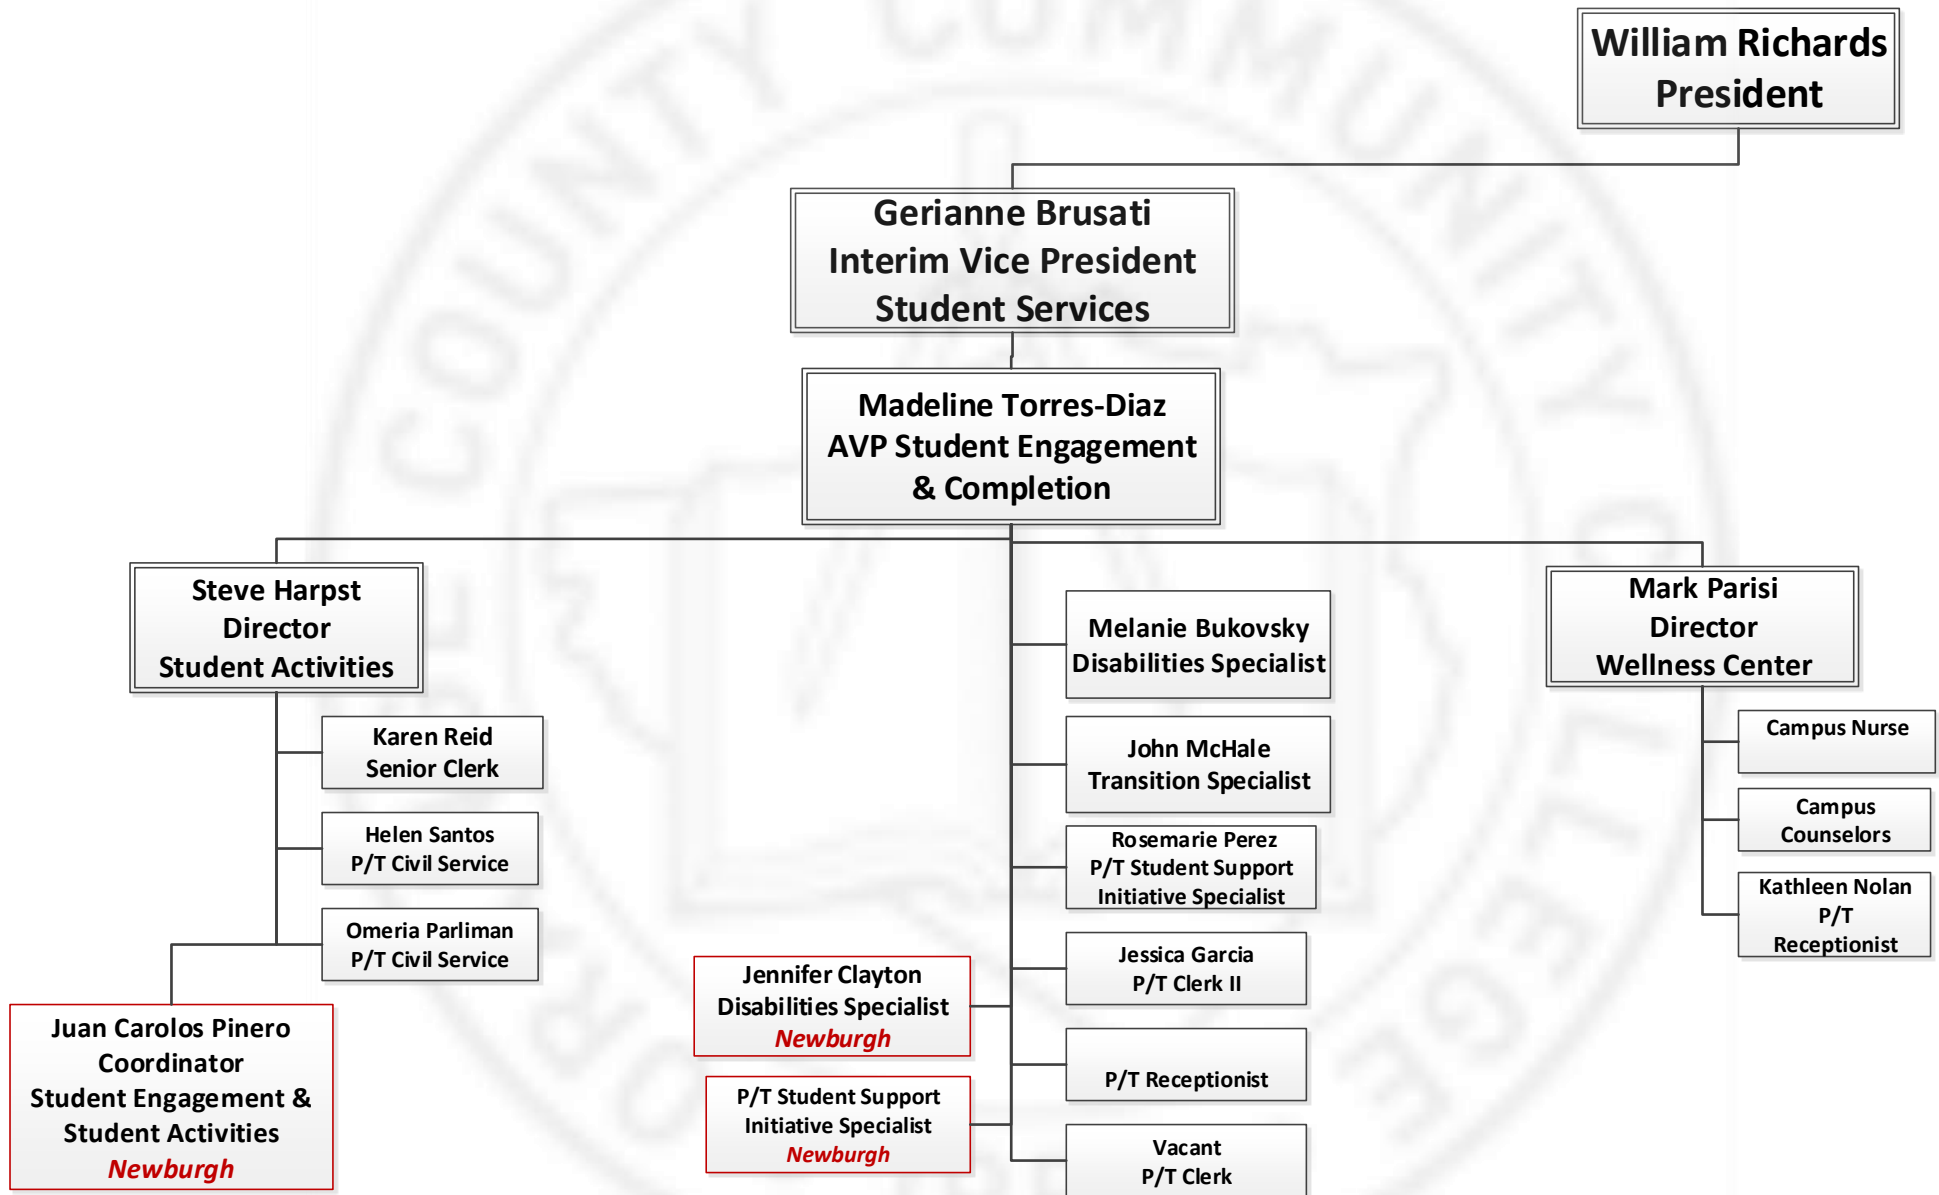 William Richards
President
Gerianne Brusati
Interim Vice President
Student Services
Madeline Torres-Diaz
AVP Student Engagement
& Completion
Steve Harpst
Director
Student Activities
Karen Reid
Senior Clerk
Helen Santos
P/T Civil Service
Omeria Parliman
P/T Civil Service
Juan Carolos Pinero
Coordinator
Student Engagement &
Student Activities
Newburgh
Melanie Bukovsky
Disabilities Specialist
John McHale
Transition Specialist
Rosemarie Perez
P/T Student Support
Initiative Specialist
Jessica Garcia
P/T Clerk II
P/T Receptionist
Vacant
P/T Clerk
Jennifer Clayton
Disabilities Specialist
Newburgh
P/T Student Support
Initiative Specialist
Newburgh
Mark Parisi
Director
Wellness Center
Campus Nurse
Campus
Counselors
Kathleen Nolan
P/T
Receptionist
COUNTY COMMUNITY COLLEGE